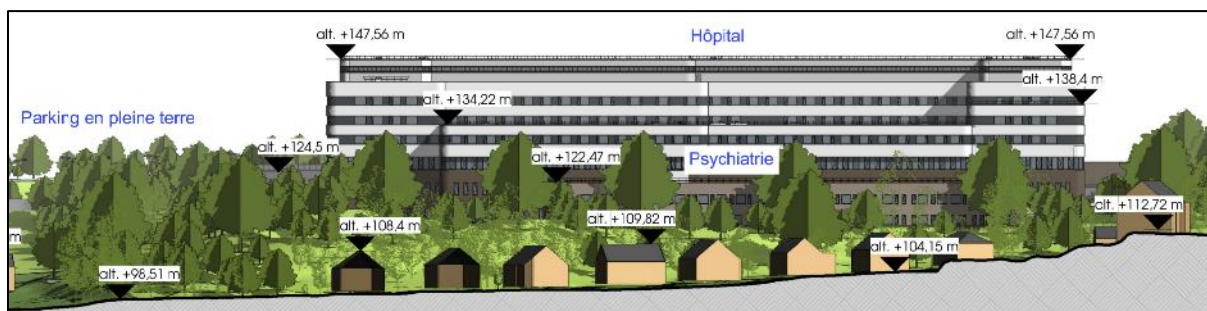 alt. +147,56 m
Hôpital
alt. +147,56 m
alt. +138,4 m
alt. +134,22 m
Parking en pleine terre
alt. +124,5 m
alt. +122,47 m
Psychiatrie
alt. +109,82 m
alt. +112,72 m
alt. +108,4 m
m
alt. +104,15 m
alt. +98,51 m